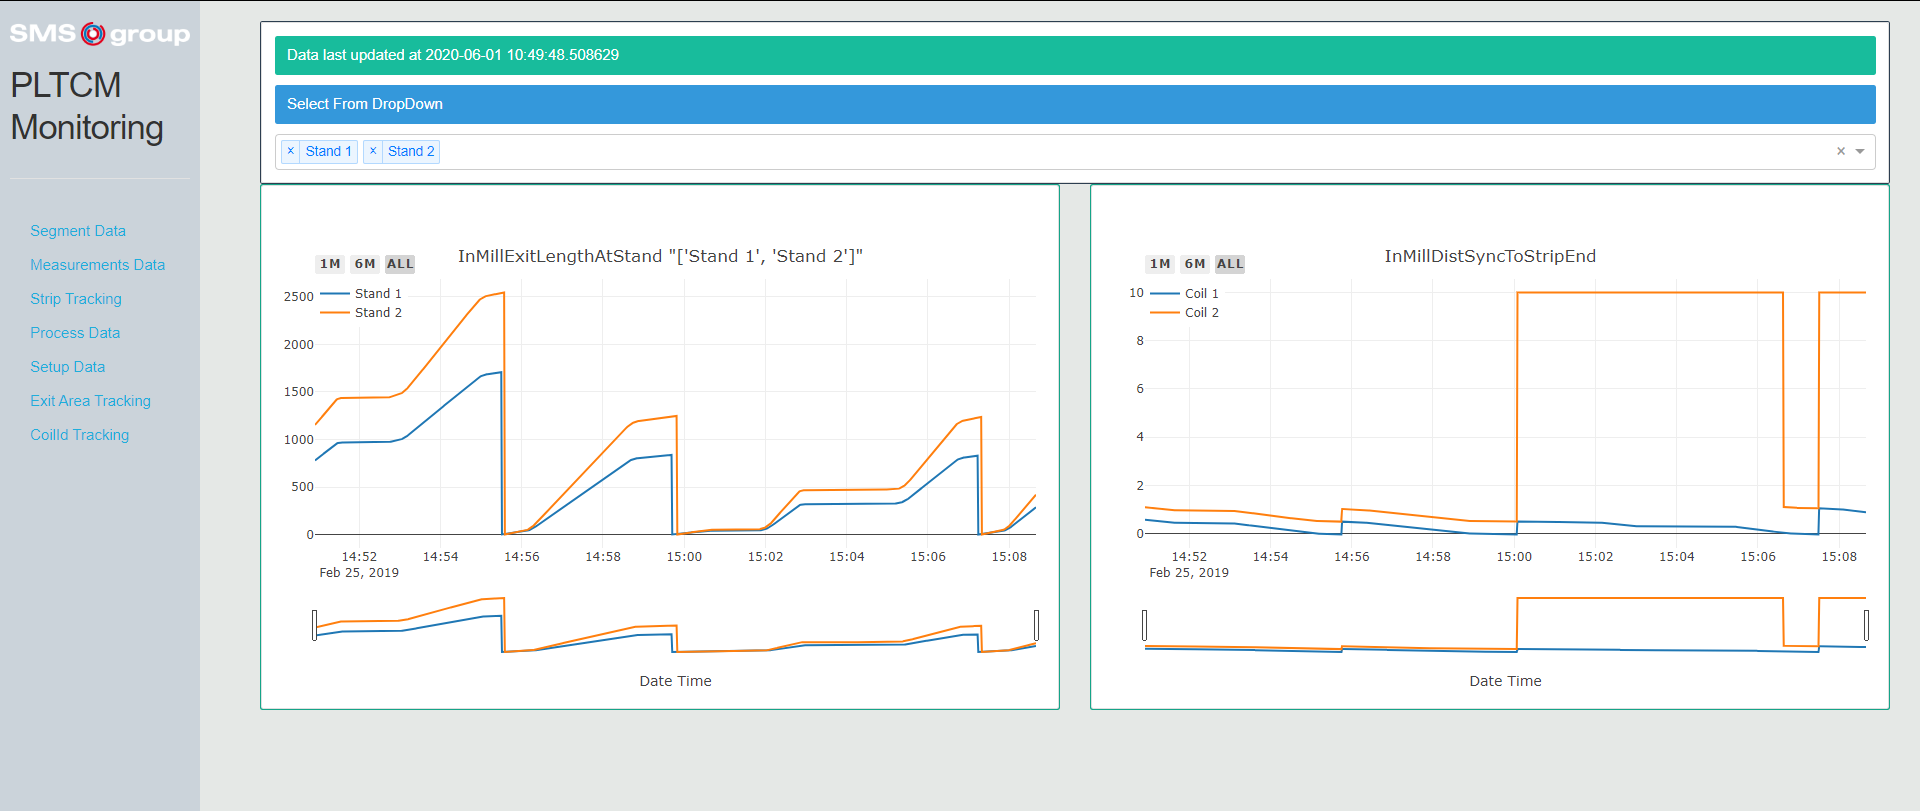 SMS group
PLTCM
Monitoring
Segment Data
Measurements Data
Strip Tracking
Process Data
Setup Data
Exit Area Tracking
CoilId Tracking
Data last updated at 2020-06-01 10:49:48.508629
Select From DropDown
× Stand 1 × Stand 2 ×
InMillExitLengthAtStand "['Stand 1', 'Stand 2']"
1M 6M ALL
Stand 1
Stand 2
2500
2000
1500
1000
500
0
14:52 14:54 14:56 14:58 15:00 15:02 15:04 15:06 15:08
Feb 25, 2019
Date Time
InMillDistSyncToStripEnd
1M 6M ALL
Coil 1
Coil 2
10
8
6
4
2
0
14:52 14:54 14:56 14:58 15:00 15:02 15:04 15:06 15:08
Feb 25, 2019
Date Time